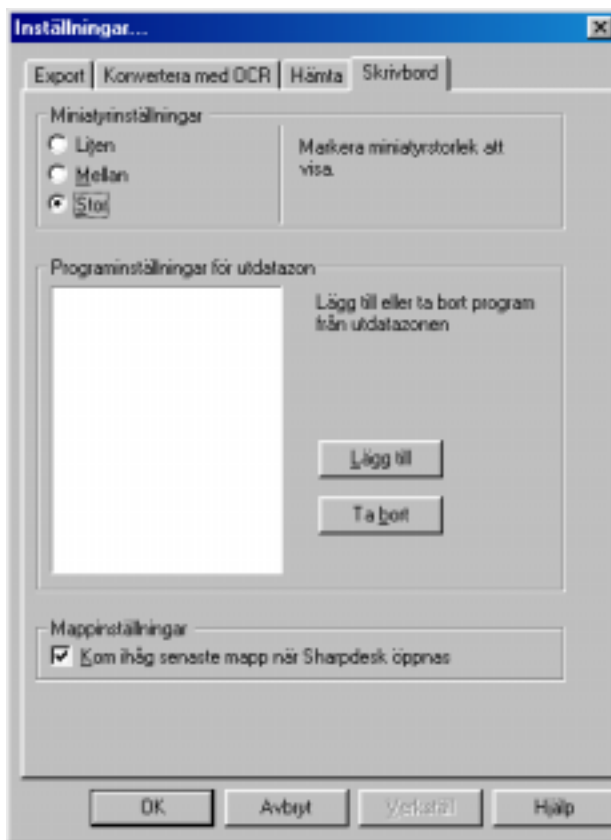 Inställningar...
Export
Konvertera med OCR
Hämta
Skrivbord
Miniatyrinställningar
Liten
Mellan
Stor
Markera miniatyrstorlek att
visa.
Programinställningar för utdatazon
Lägg till eller ta bort program
från utdatazonen
Lägg till
Ta bort
Mappinställningar
Kom ihåg senaste mapp när Sharpdesk öppnas
OK
Avbryt
Verkställ
Hjälp